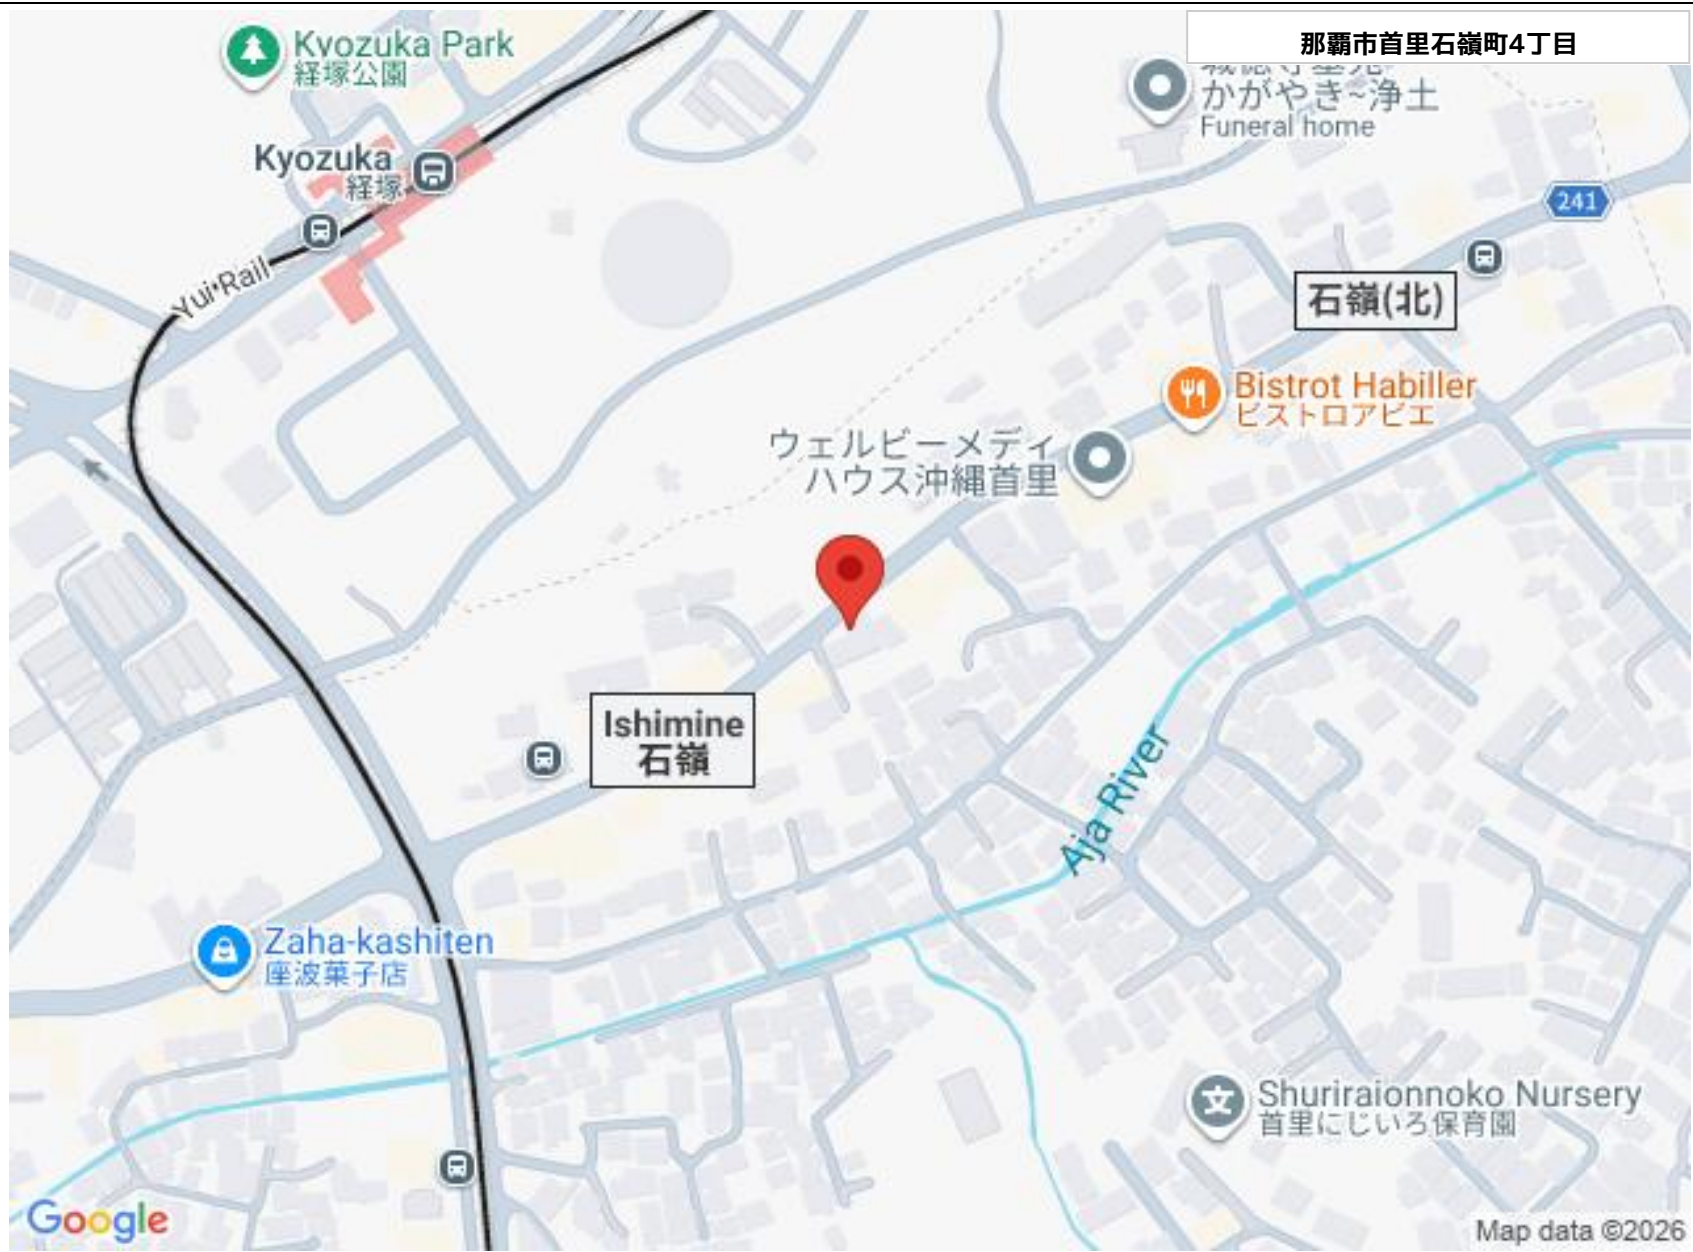 那覇市首里石嶺町4丁目
Kyozuka Park
経塚公園
かがやき~浄土
Funeral home
Kyozuka
経塚
241
Yui Rail
石嶺(北)
Bistrot Habiller
ビストロアビエ
ウェルビーメディ
ハウス沖縄首里
Ishimine
石嶺
Aja River
Zaha-kashiten
座波菓子店
Shuriraionnoko Nursery
首里にじいろ保育園
Google
Map data ©2026